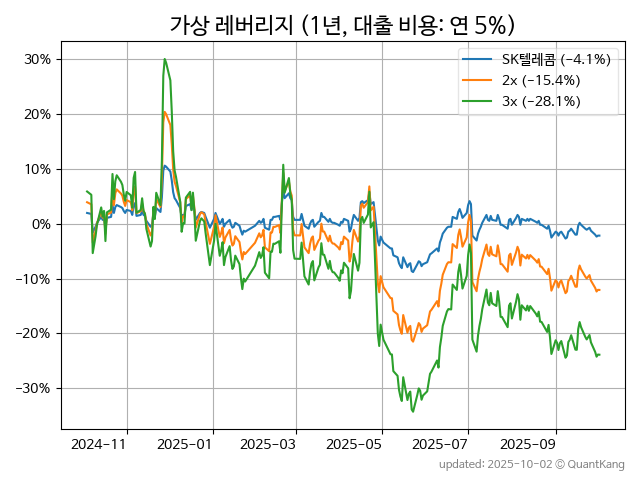 가상 레버리지 (1년, 대출 비용: 연 5%)
SK텔레콤 (−4.1%)
2x (−15.4%)
3x (−28.1%)
30%
20%
10%
0%
−10%
−20%
−30%
2024-11
2025-01
2025-03
2025-05
2025-07
2025-09
updated: 2025-10-02 © QuantKang